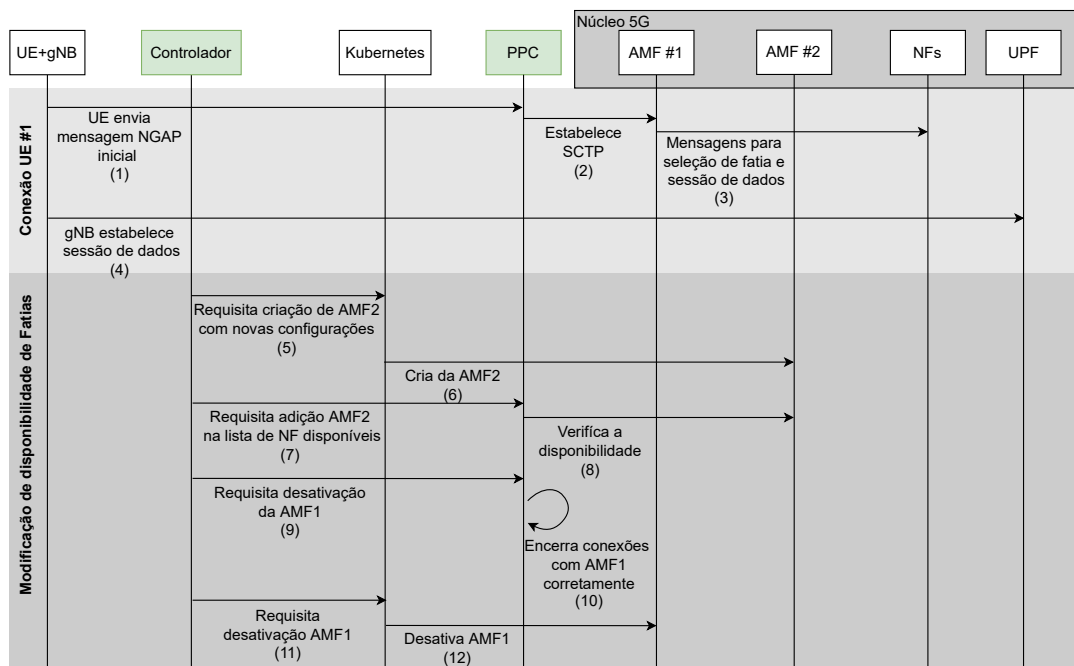 Núcleo 5G
UE+gNB
Controlador
Kubernetes
PPC
AMF #1
AMF #2
NFs
UPF
Conexão UE #1
UE envia
mensagem NGAP
inicial
(1)
Estabelece
SCTP
(2)
Mensagens para
seleção de fatia e
sessão de dados
(3)
gNB estabelece
sessão de dados
(4)
Modificação de disponibilidade de Fatias
Requisita criação de AMF2
com novas configurações
(5)
Cria da AMF2
(6)
Requisita adição AMF2
na lista de NF disponíveis
(7)
Verifíca a
disponibilidade
(8)
Requisita desativação
da AMF1
(9)
Encerra conexões
com AMF1
corretamente
(10)
Requisita
desativação AMF1
(11)
Desativa AMF1
(12)